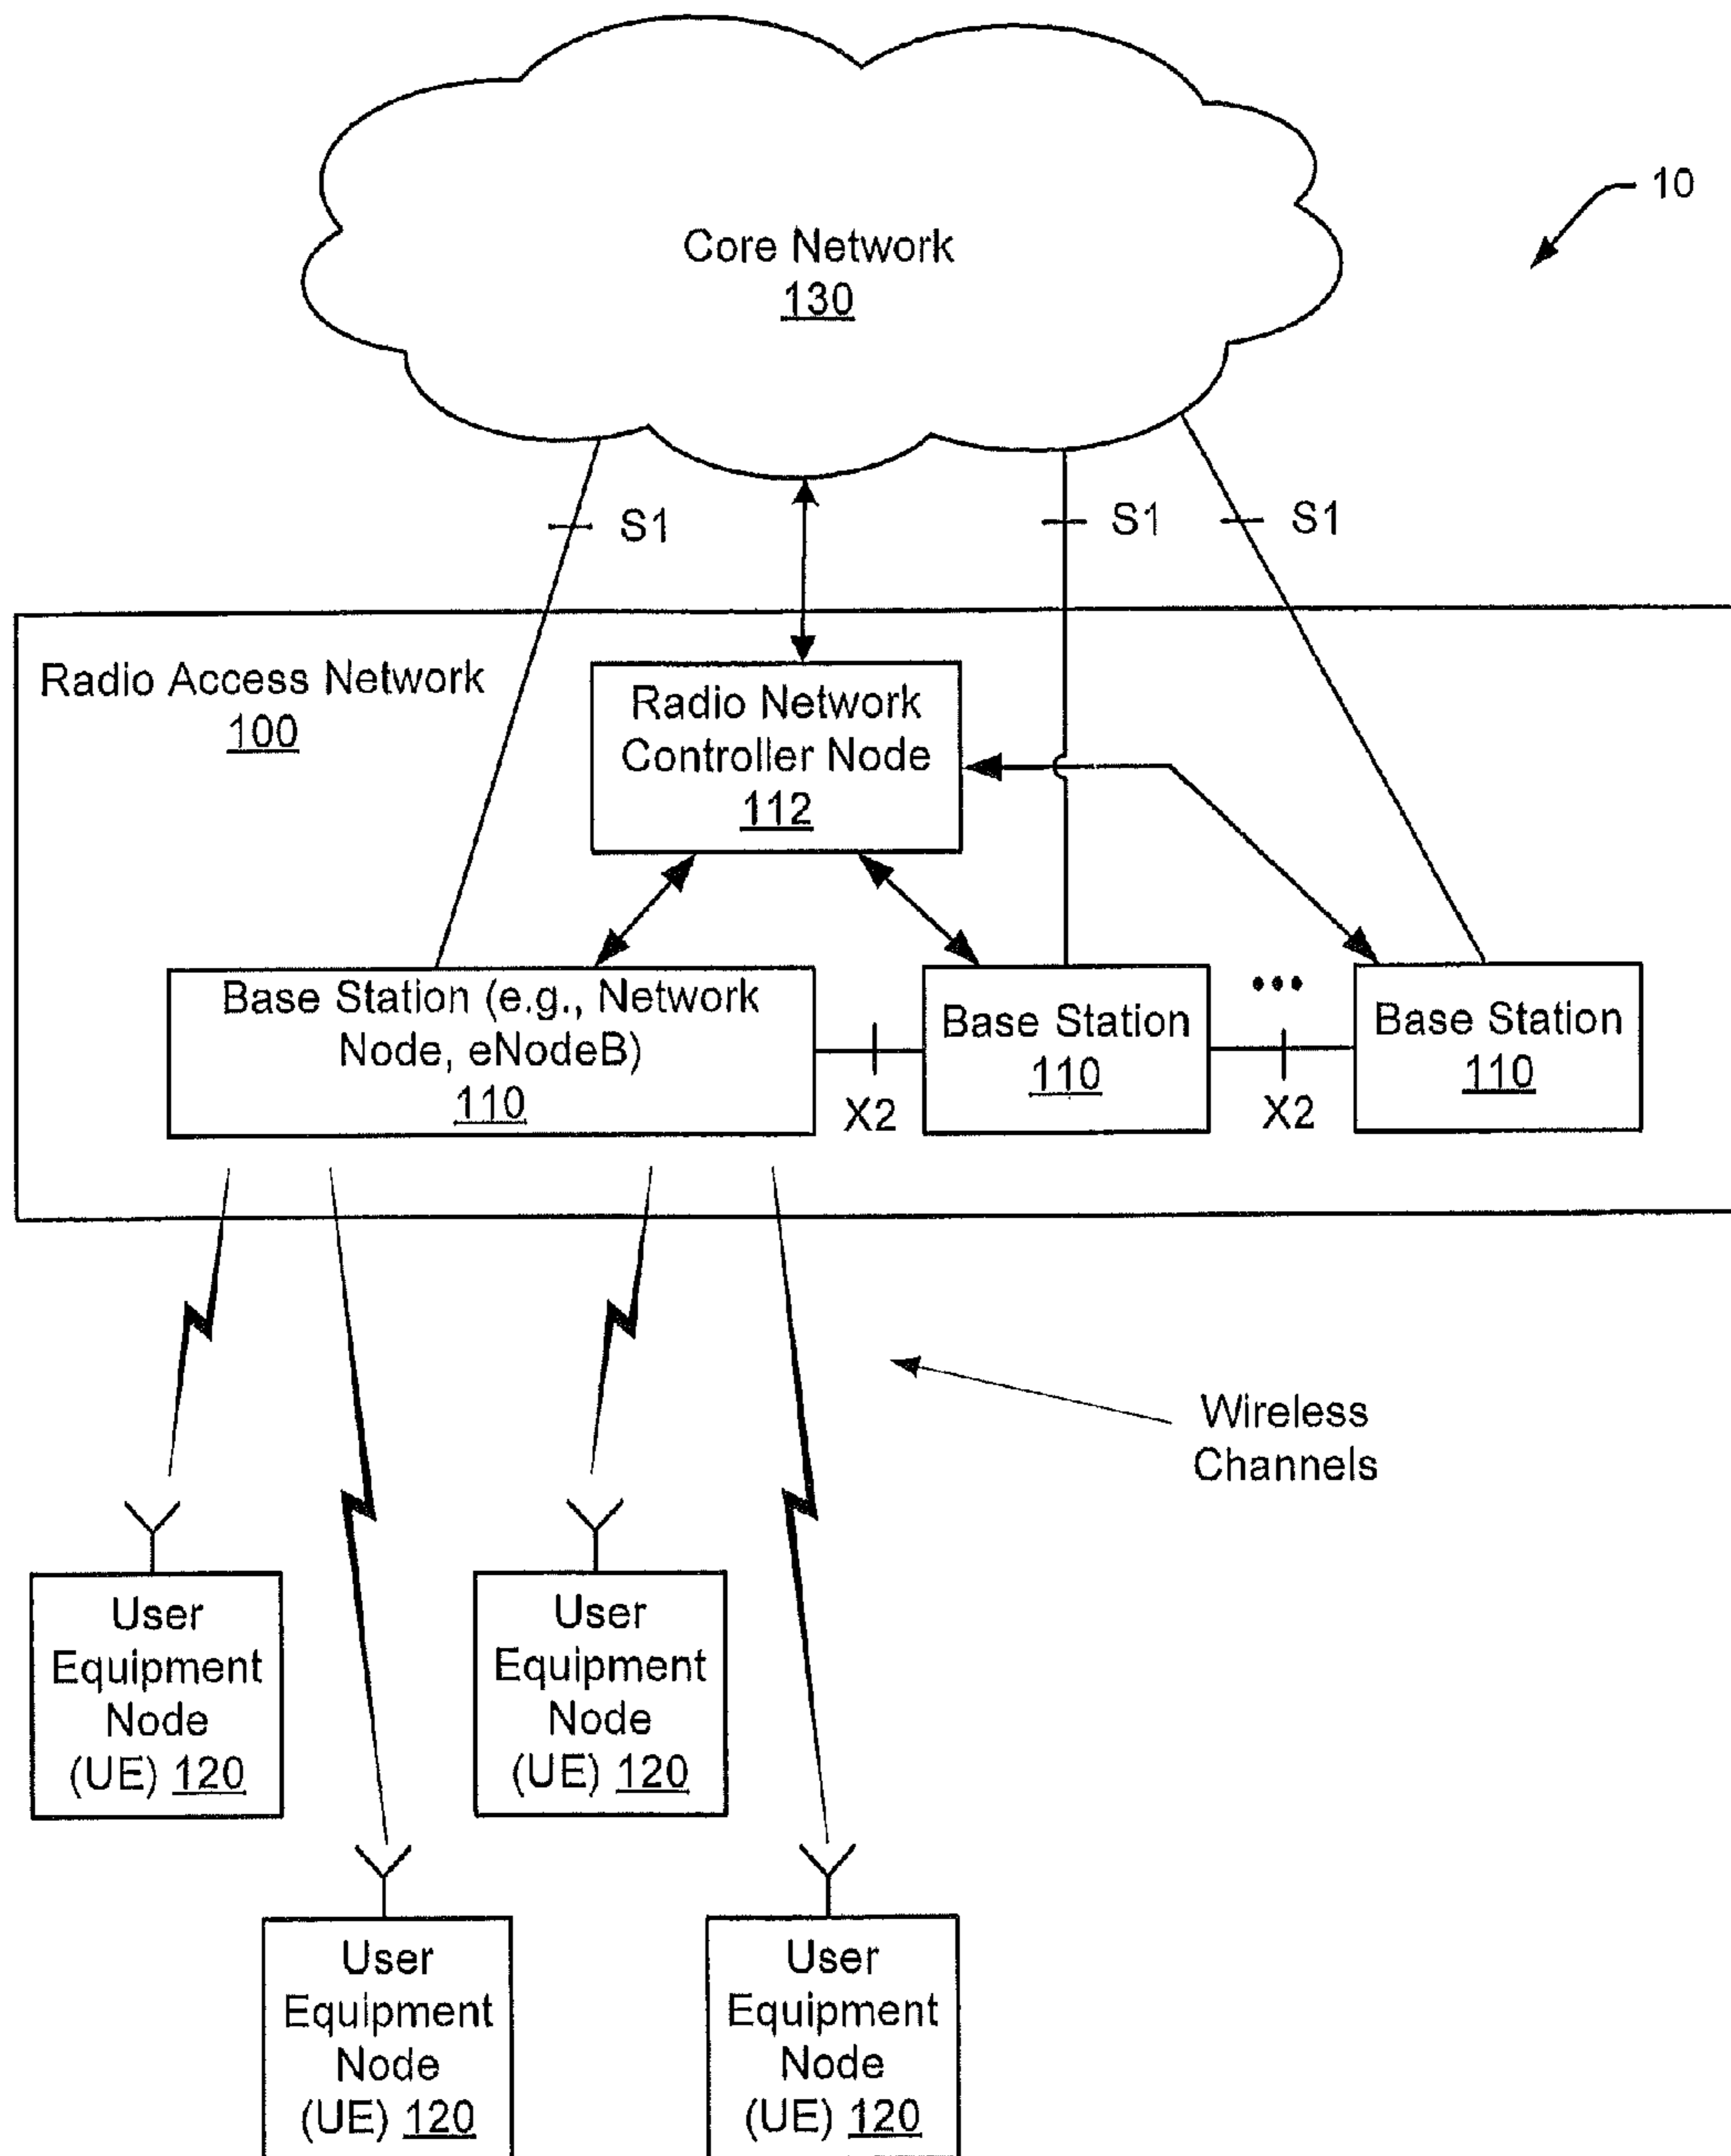 Core Network
130
10
S1
S1
S1
Radio Access Network
100
Radio Network
Controller Node
112
Base Station (e.g., Network
Node, eNodeB)
110
X2
Base Station
110
•••
X2
Base Station
110
Wireless
Channels
User
Equipment
Node
(UE) 120
User
Equipment
Node
(UE) 120
User
Equipment
Node
(UE) 120
User
Equipment
Node
(UE) 120